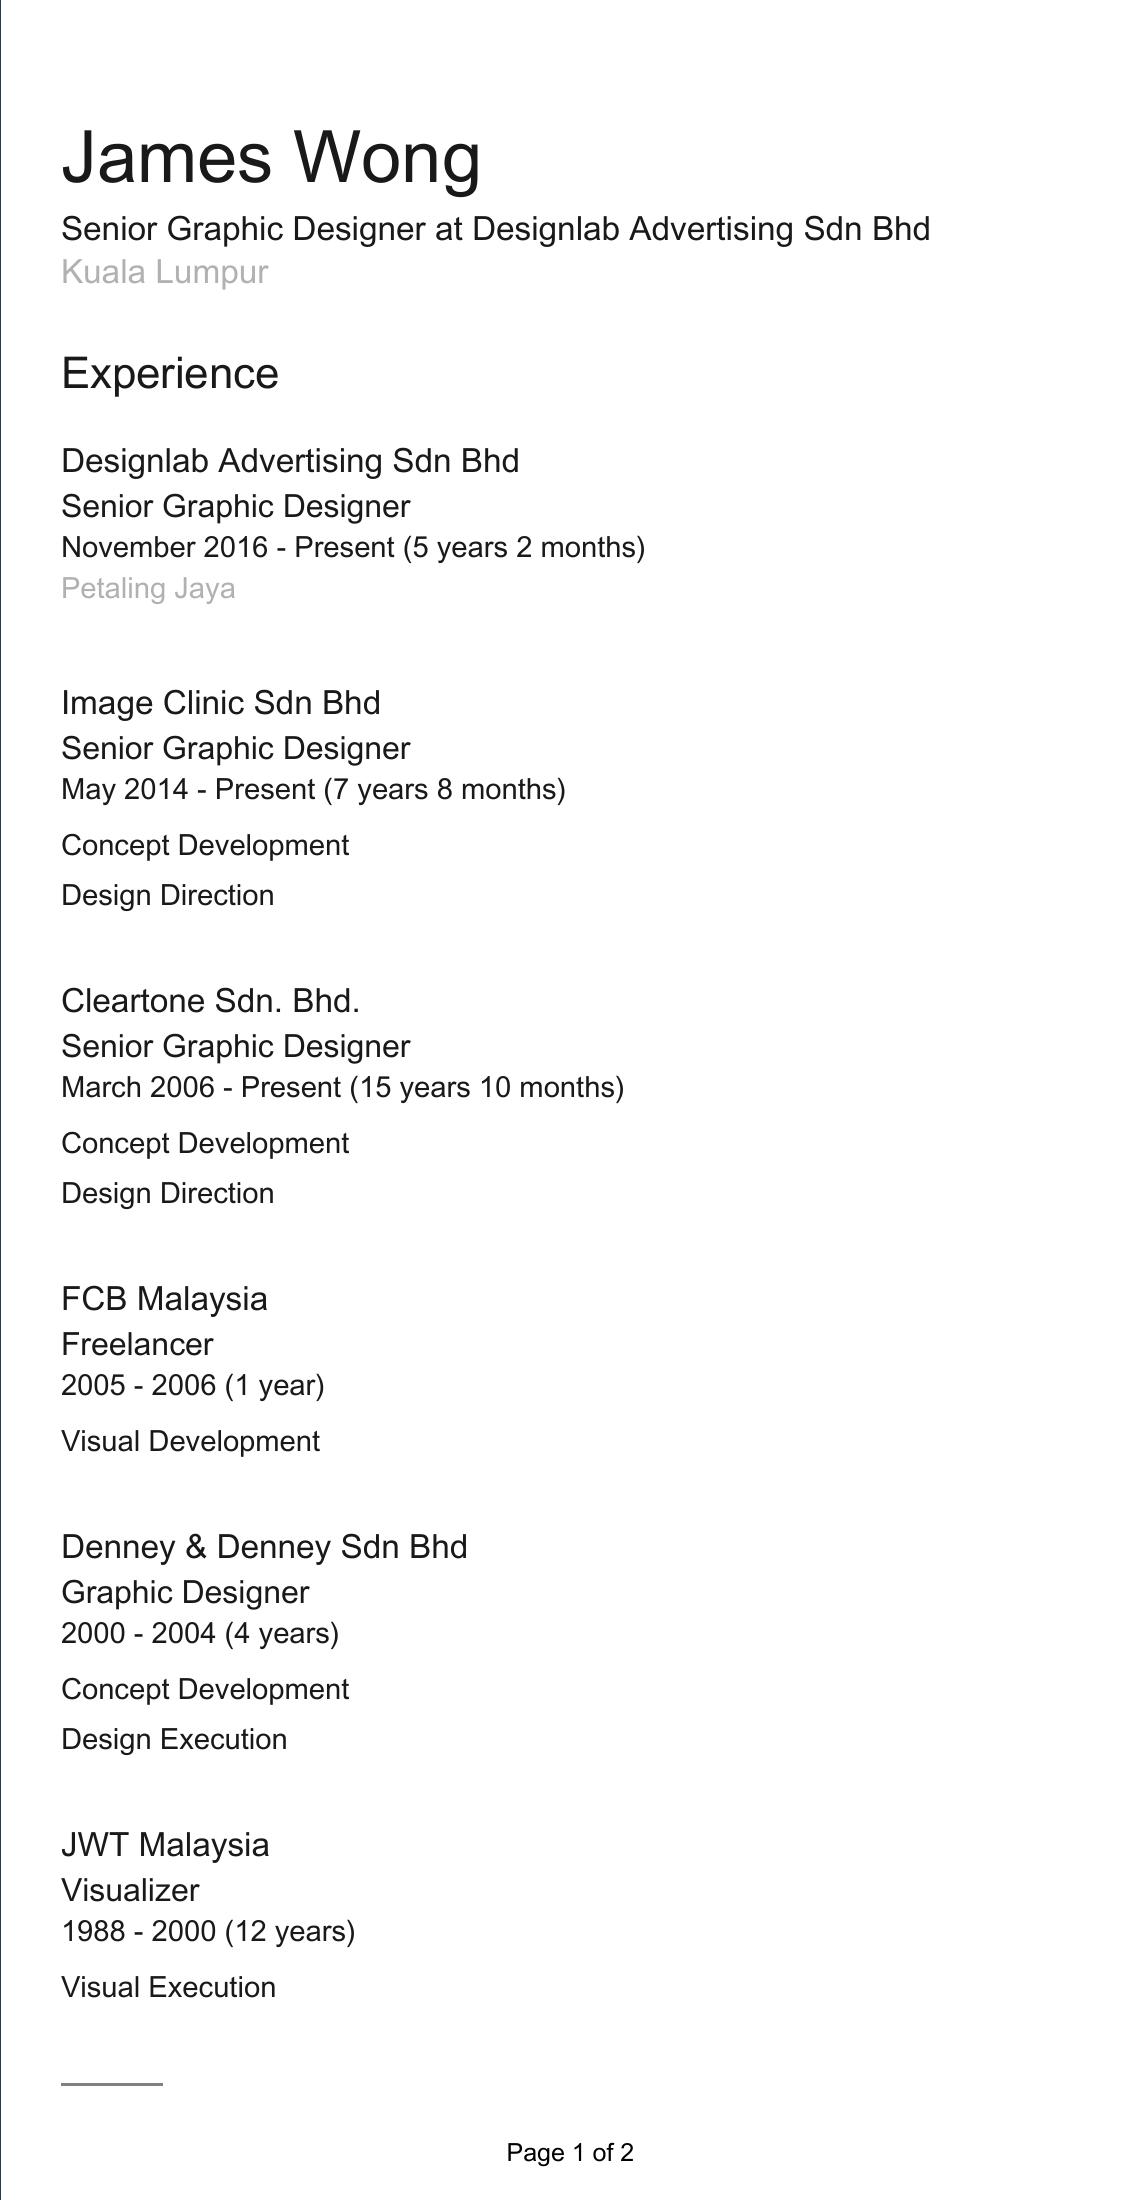 James Wong
Senior Graphic Designer at Designlab Advertising Sdn Bhd
Kuala Lumpur
Experience
Designlab Advertising Sdn Bhd
Senior Graphic Designer
November 2016 - Present (5 years 2 months)
Petaling Jaya
Image Clinic Sdn Bhd
Senior Graphic Designer
May 2014 - Present (7 years 8 months)
Concept Development
Design Direction
Cleartone Sdn. Bhd.
Senior Graphic Designer
March 2006 - Present (15 years 10 months)
Concept Development
Design Direction
FCB Malaysia
Freelancer
2005 - 2006 (1 year)
Visual Development
Denney & Denney Sdn Bhd
Graphic Designer
2000 - 2004 (4 years)
Concept Development
Design Execution
JWT Malaysia
Visualizer
1988 - 2000 (12 years)
Visual Execution
Page 1 of 2